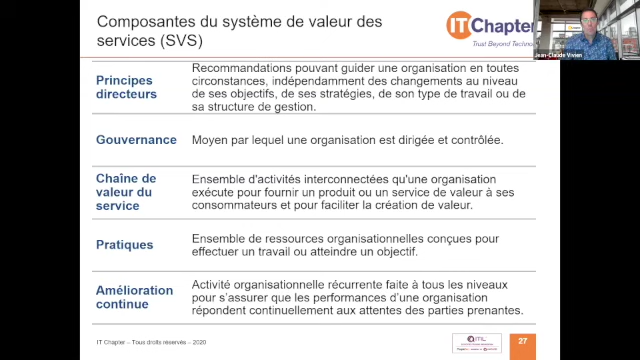 Composantes du système de valeur des
services (SVS)
ITChapter
Trust Beyond Techno
Jean-Claude Vivien
Principes
directeurs
Recommandations pouvant guider une organisation en toutes
circonstances, indépendamment des changements au niveau
de ses objectifs, de ses stratégies, de son type de travail ou de
sa structure de gestion.
Gouvernance
Moyen par lequel une organisation est dirigée et contrôlée.
Chaîne de
valeur du
service
Ensemble d'activités interconnectées qu'une organisation
exécute pour fournir un produit ou un service de valeur à ses
consommateurs et pour faciliter la création de valeur.
Pratiques
Ensemble de ressources organisationnelles conçues pour
effectuer un travail ou atteindre un objectif.
Amélioration
continue
Activité organisationnelle récurrente faite à tous les niveaux
pour s'assurer que les performances d'une organisation
répondent continuellement aux attentes des parties prenantes.
IT Chapter – Tous droits réservés – 2020
ITIL
27